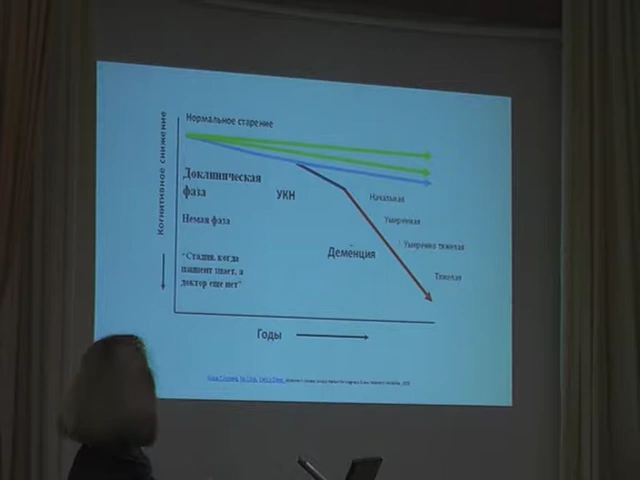 Нормальное старение
Когнитивное снижение
Доклиническая
фаза
УКН
Начальная
Немая фаза
Умеренная
Умеренно тяжелая
Деменция
"Стадия, когда
пациент знает, а
доктор еще нет"
Тяжелая
Годы